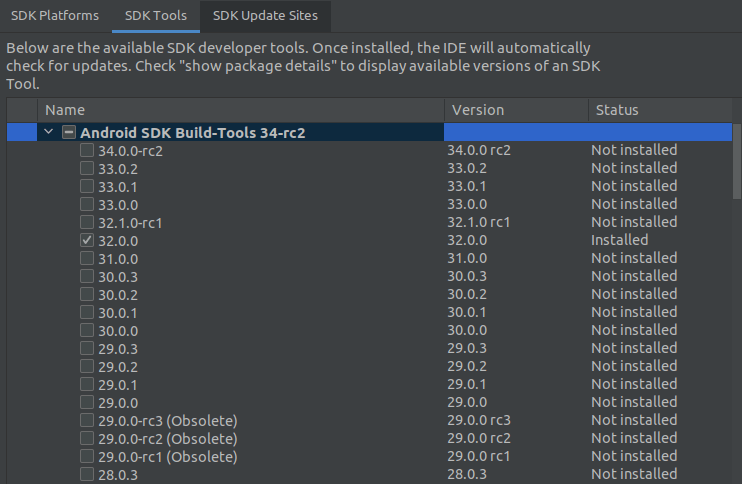 SDK Platforms SDK Tools SDK Update Sites
Below are the available SDK developer tools. Once installed, the IDE will automatically
check for updates. Check "show package details" to display available versions of an SDK
Tool.
Name Version Status
Android SDK Build-Tools 34-rc2
34.0.0-rc2 34.0.0 rc2 Not installed
33.0.2 33.0.2 Not installed
33.0.1 33.0.1 Not installed
33.0.0 33.0.0 Not installed
32.1.0-rc1 32.1.0 rc1 Not installed
32.0.0 32.0.0 Installed
31.0.0 31.0.0 Not installed
30.0.3 30.0.3 Not installed
30.0.2 30.0.2 Not installed
30.0.1 30.0.1 Not installed
30.0.0 30.0.0 Not installed
29.0.3 29.0.3 Not installed
29.0.2 29.0.2 Not installed
29.0.1 29.0.1 Not installed
29.0.0 29.0.0 Not installed
29.0.0-rc3 (Obsolete) 29.0.0 rc3 Not installed
29.0.0-rc2 (Obsolete) 29.0.0 rc2 Not installed
29.0.0-rc1 (Obsolete) 29.0.0 rc1 Not installed
28.0.3 28.0.3 Not installed